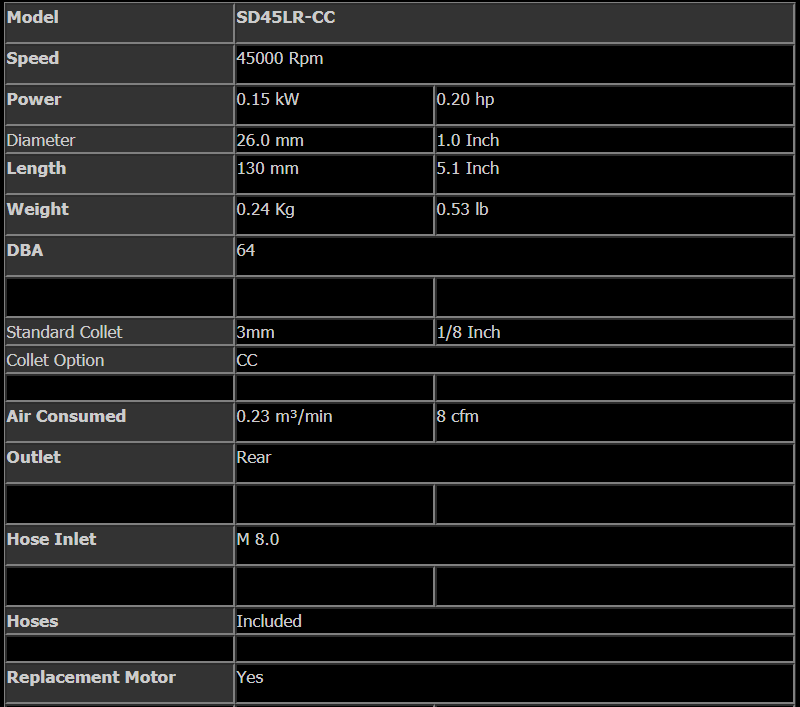 Model SD45LR-CC
Speed 45000 Rpm
Power 0.15 kW 0.20 hp
Diameter 26.0 mm 1.0 Inch
Length 130 mm 5.1 Inch
Weight 0.24 Kg 0.53 lb
DBA 64
Standard Collet 3mm 1/8 Inch
Collet Option CC
Air Consumed 0.23 m³/min 8 cfm
Outlet Rear
Hose Inlet M 8.0
Hoses Included
Replacement Motor Yes